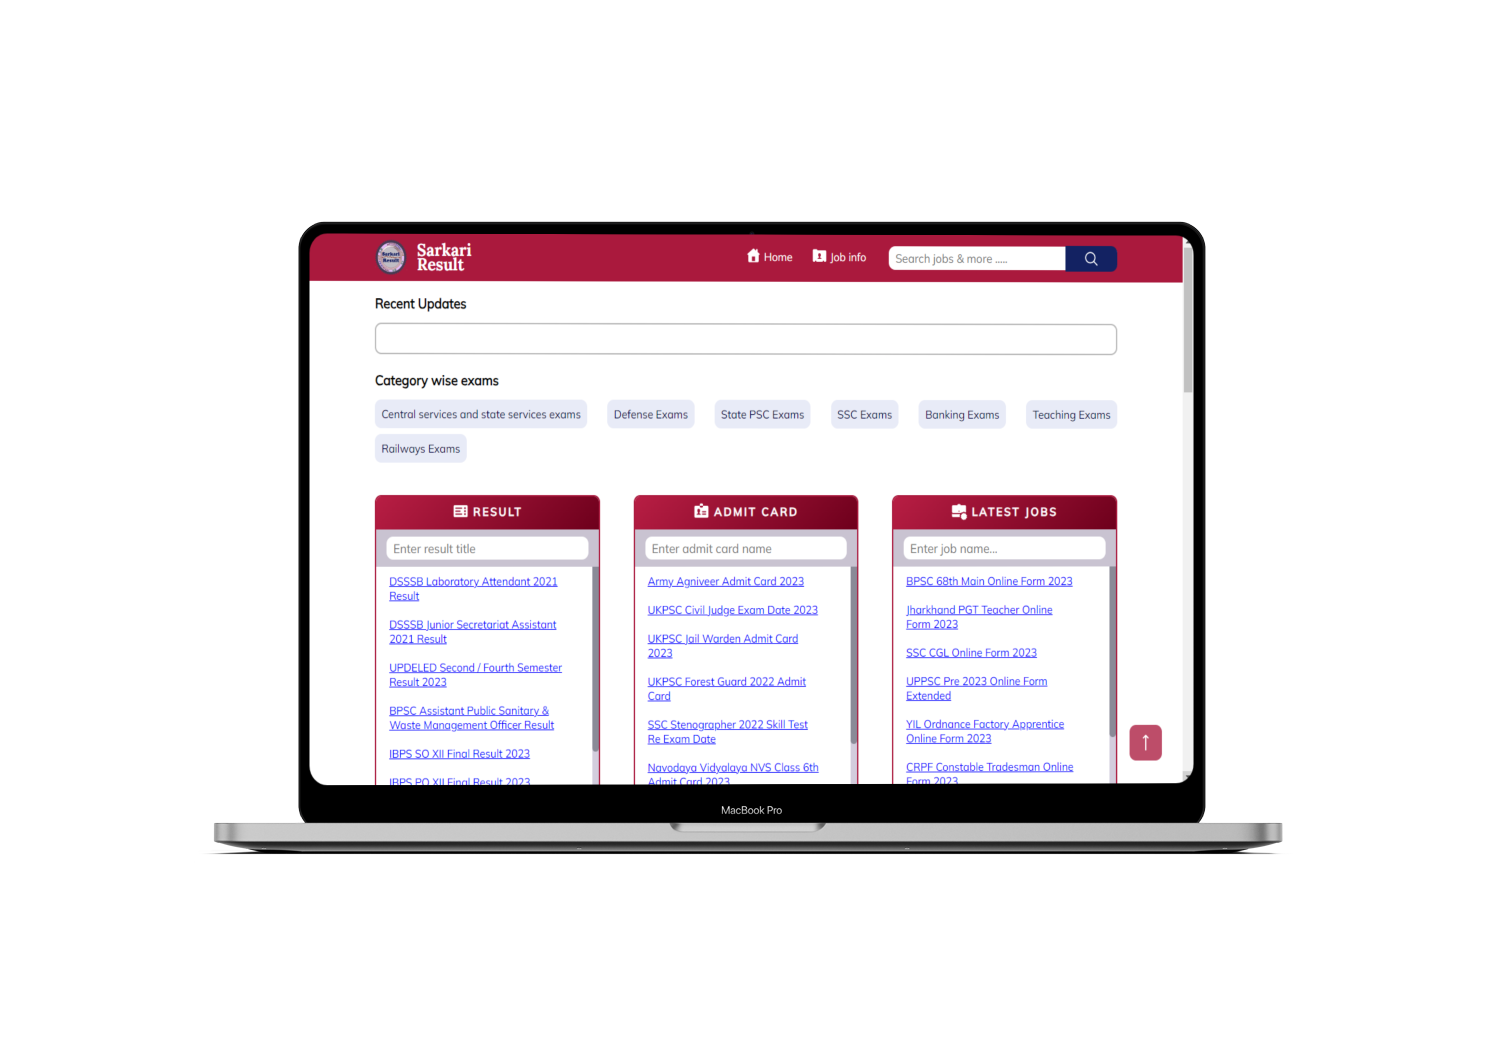 Sarkari
Result
Sarkari
Result
Home
Job info
Search jobs & more .....
Recent Updates
Category wise exams
Central services and state services exams
Defense Exams
State PSC Exams
SSC Exams
Banking Exams
Teaching Exams
Railways Exams
RESULT
Enter result title
DSSSB Laboratory Attendant 2021
Result
DSSSB Junior Secretariat Assistant
2021 Result
UPDELED Second / Fourth Semester
Result 2023
BPSC Assistant Public Sanitary &
Waste Management Officer Result
IBPS SO XII Final Result 2023
IBPS PO XII Final Result 2023
ADMIT CARD
Enter admit card name
Army Agniveer Admit Card 2023
UKPSC Civil Judge Exam Date 2023
UKPSC Jail Warden Admit Card
2023
UKPSC Forest Guard 2022 Admit
Card
SSC Stenographer 2022 Skill Test
Re Exam Date
Navodaya Vidyalaya NVS Class 6th
Admit Card 2023
LATEST JOBS
Enter job name...
BPSC 68th Main Online Form 2023
Jharkhand PGT Teacher Online
Form 2023
SSC CGL Online Form 2023
UPPSC Pre 2023 Online Form
Extended
YIL Ordnance Factory Apprentice
Online Form 2023
CRPF Constable Tradesman Online
Form 2023
MacBook Pro